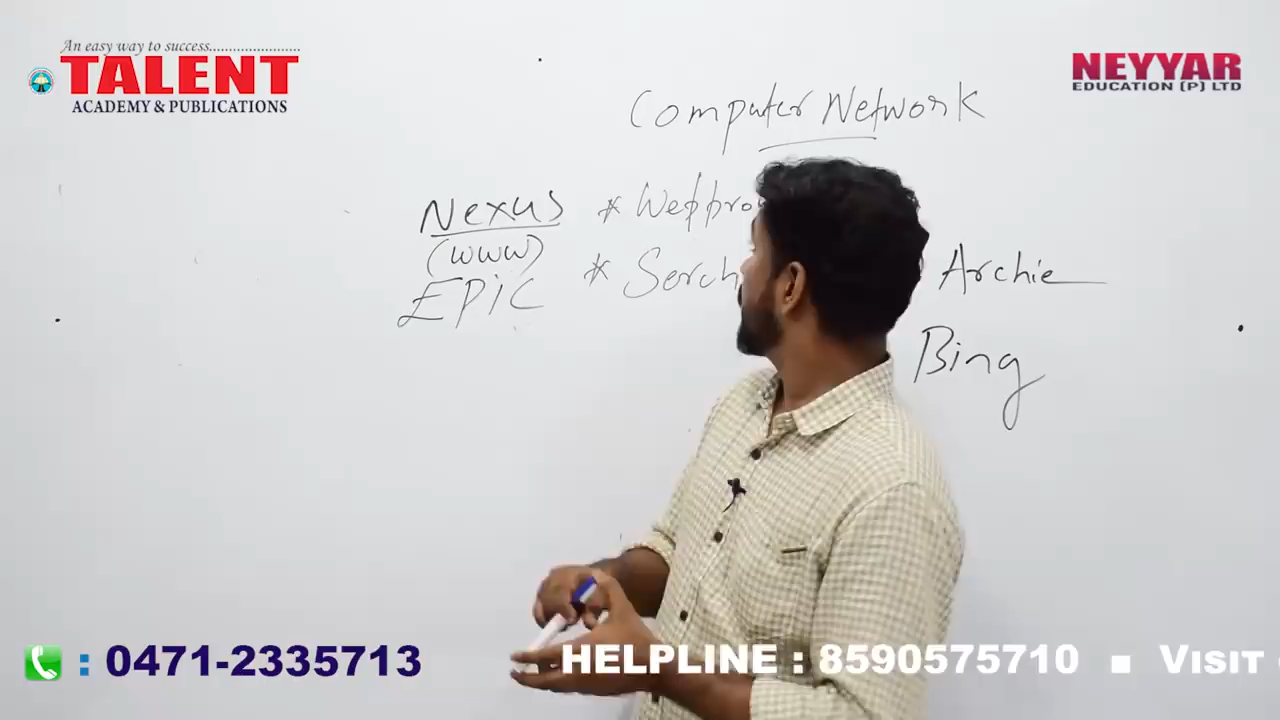 An easy way to success.......................
TALENT
ACADEMY & PUBLICATIONS
NEYYAR
EDUCATION (P) LTD
Computer Network
Nexus
(WWW)
EPIC
*
* Serch
Archie
Bing
: 0471-2335713
HELPLINE : 8590575710 ■ VISIT